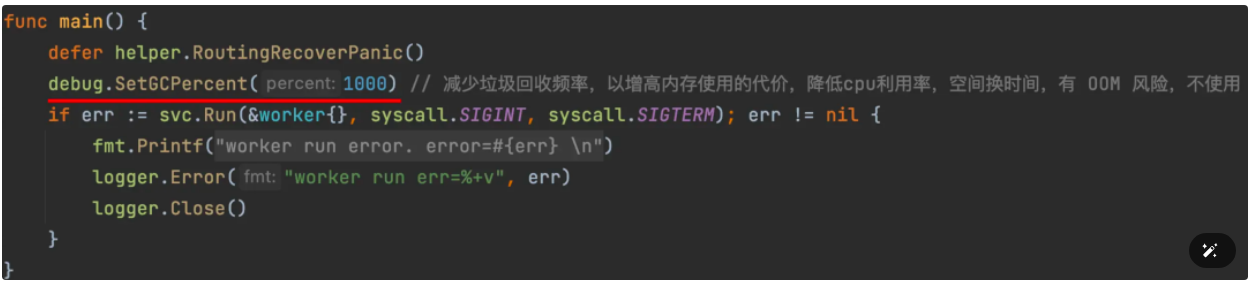 func main() {
    defer helper.RoutingRecoverPanic()
    debug.SetGCPercent( percent: 1000) // 减少垃圾回收频率，以增高内存使用的代价，降低cpu利用率，空间换时间，有 OOM 风险，不使用
    if err := svc.Run(&worker{}, syscall.SIGINT, syscall.SIGTERM); err != nil {
        fmt.Printf("worker run error. error=#{err} \n")
        logger.Error( fmt: "worker run err=%+v", err)
        logger.Close()
    }
}